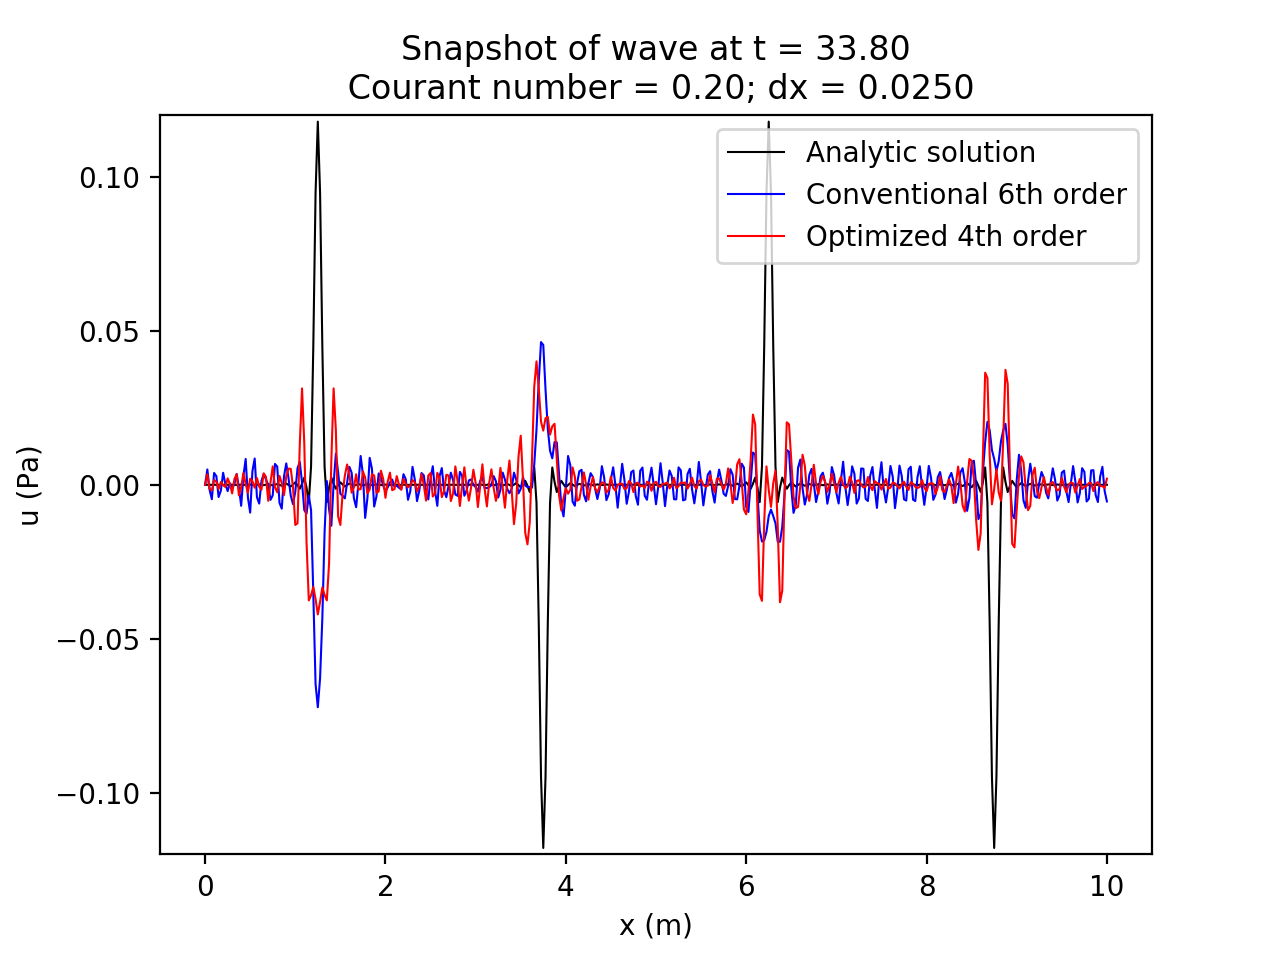 Snapshot of wave at t = 33.80
Courant number = 0.20; dx = 0.0250
Analytic solution
Conventional 6th order
Optimized 4th order
0.10
0.05
0.00
−0.05
−0.10
u (Pa)
0 2 4 6 8 10
x (m)